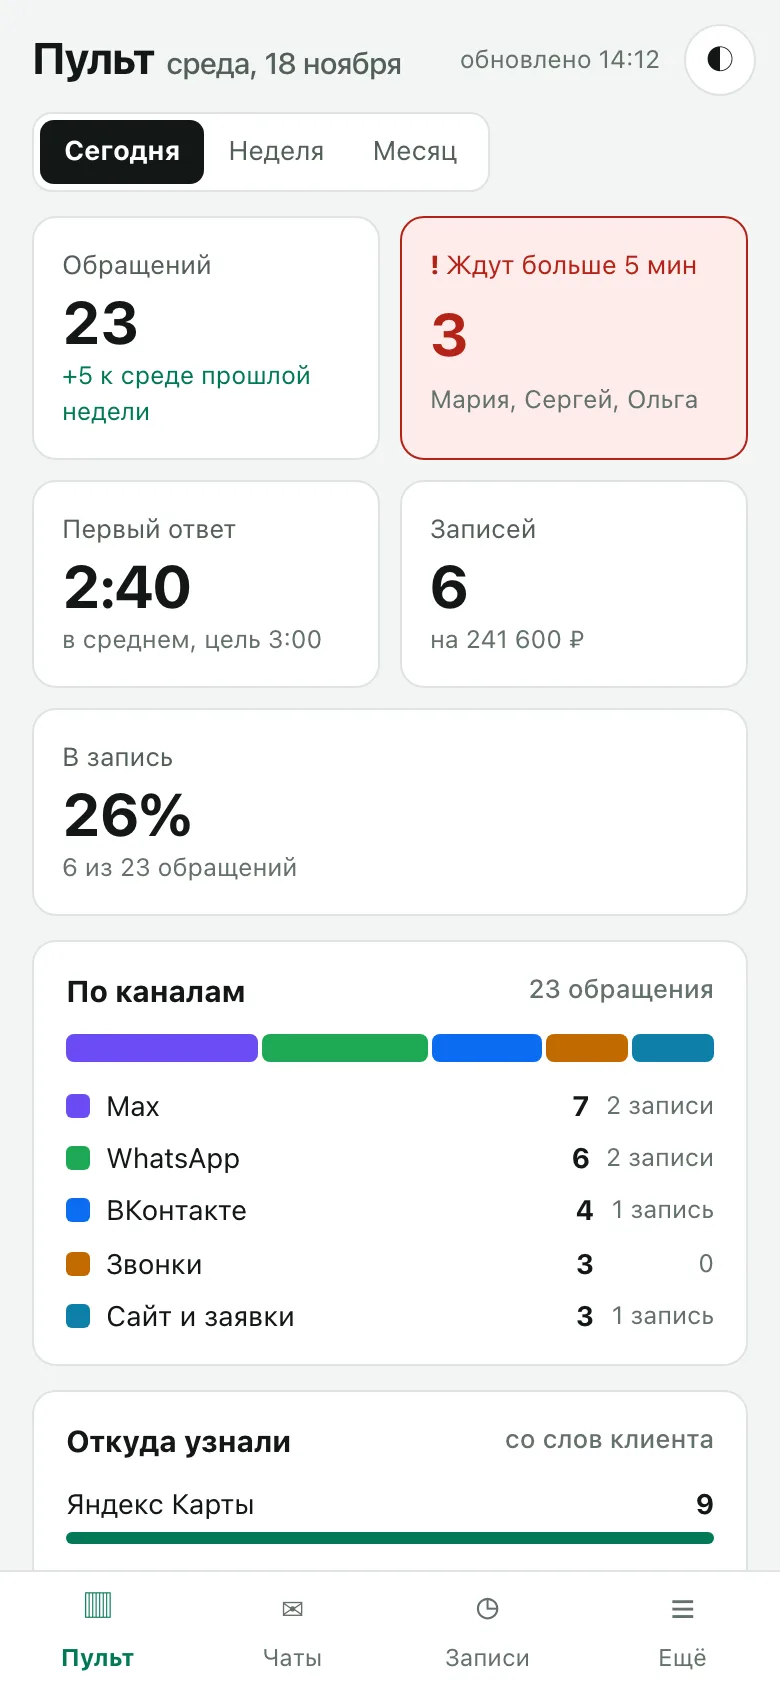 Пульт среда, 18 ноября обновлено 14:12
Сегодня Неделя Месяц
Обращений
23
+5 к среде прошлой
недели
! Ждут больше 5 мин
3
Мария, Сергей, Ольга
Первый ответ
2:40
в среднем, цель 3:00
Записей
6
на 241 600 ₽
В запись
26%
6 из 23 обращений
По каналам 23 обращения
Max 7 2 записи
WhatsApp 6 2 записи
ВКонтакте 4 1 запись
Звонки 3 0
Сайт и заявки 3 1 запись
Откуда узнали со слов клиента
Яндекс Карты 9
Пульт Чаты Записи Ещё